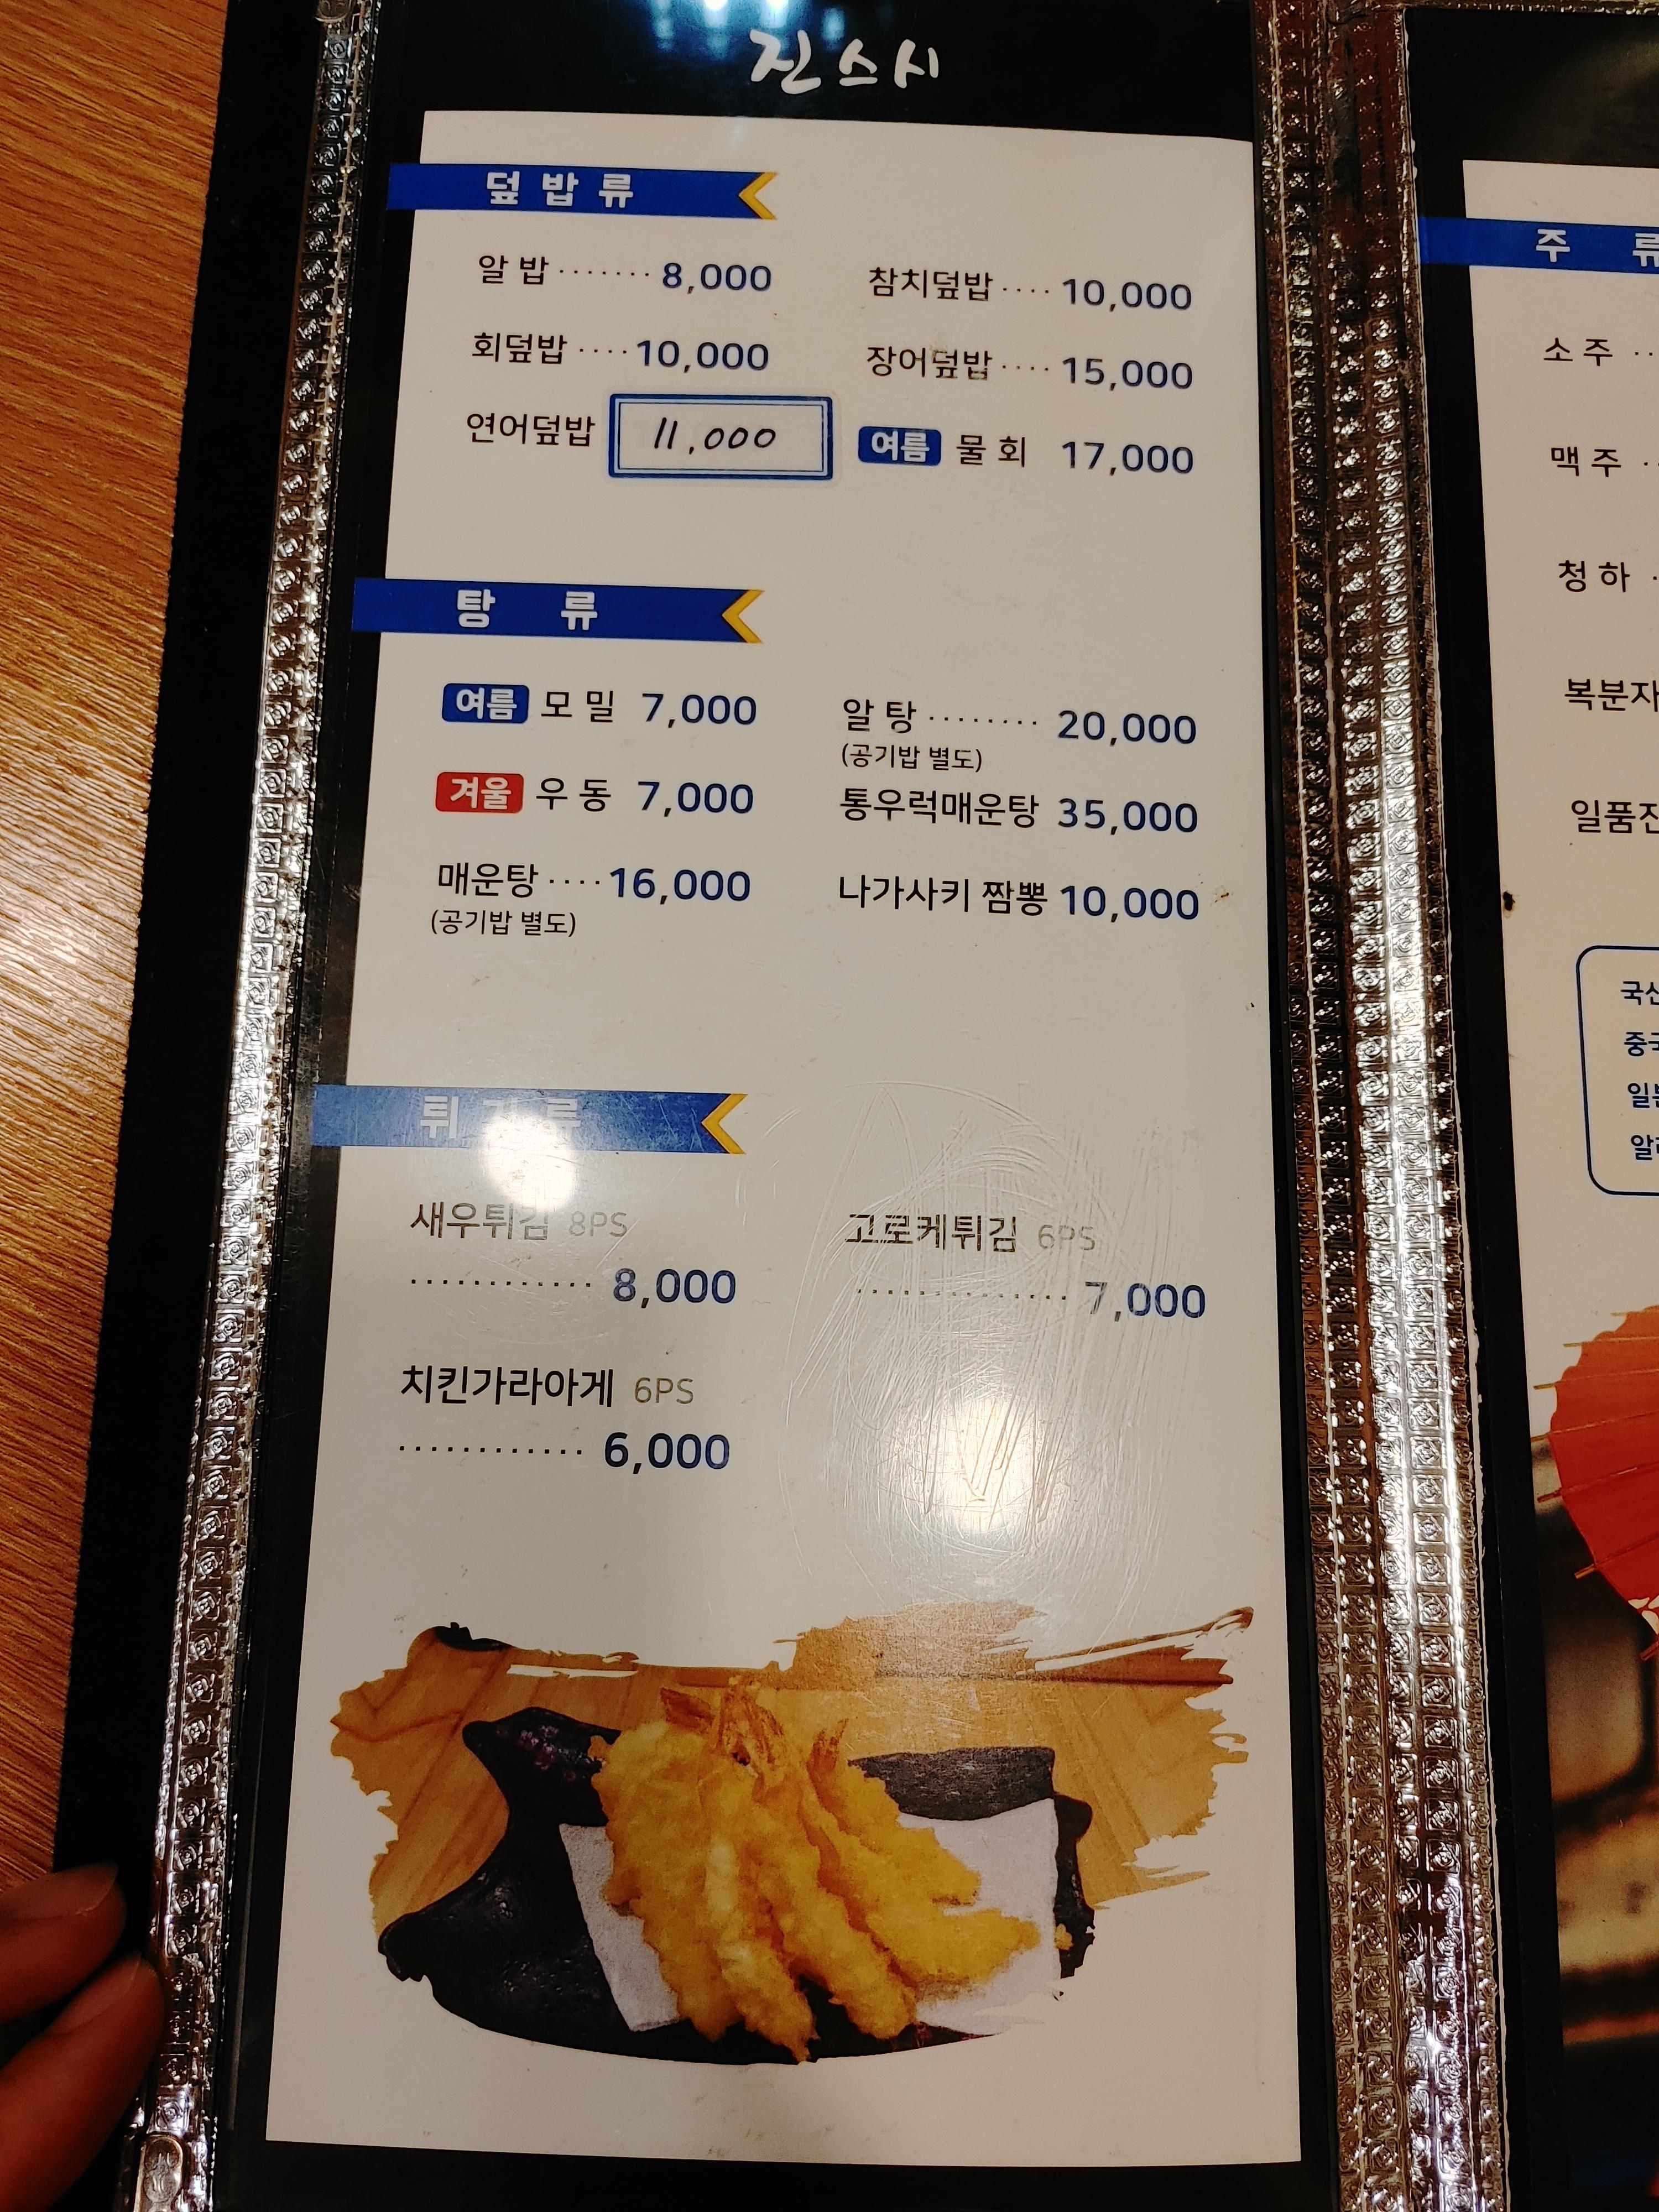 진스시
덮밥류
알밥 ······· 8,000
회덮밥 ···· 10,000
연어덮밥 11,000
참치덮밥 ···· 10,000
장어덮밥 ···· 15,000
여름 물회 17,000
탕 류
여름 모밀 7,000
겨울 우동 7,000
매운탕 ···· 16,000
(공기밥 별도)
알탕 ········ 20,000
(공기밥 별도)
통우럭매운탕 35,000
나가사키 짬뽕 10,000
튀김류
새우튀김 8PS
············ 8,000
고로케튀김 6PS
·············· 7,000
치킨가라아게 6PS
············ 6,000
주 류
소주 ··
맥주 ··
청하 ·
복분자